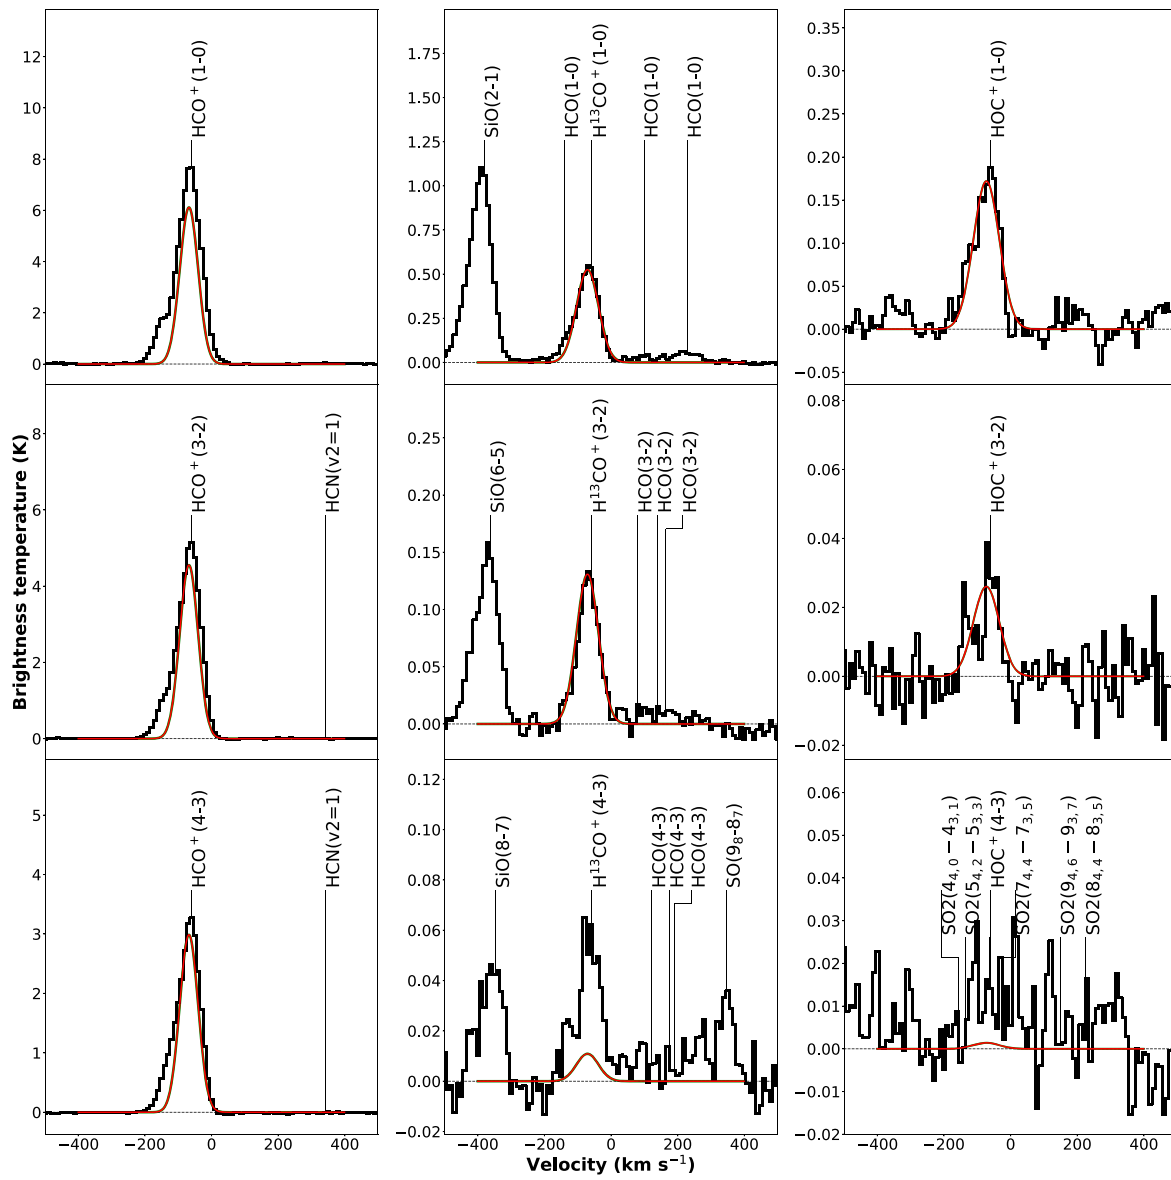 HCO⁺(1-0)
12
10
8
6
4
2
0
SiO(2-1)
HCO(1-0)
H¹³CO⁺(1-0)
HCO(1-0)
HCO(1-0)
1.75
1.50
1.25
1.00
0.75
0.50
0.25
0.00
HOC⁺(1-0)
0.35
0.30
0.25
0.20
0.15
0.10
0.05
0.00
−0.05
Brightness temperature (K)
HCO⁺(3-2)
HCN(v2=1)
8
6
4
2
0
SiO(6-5)
H¹³CO⁺(3-2)
HCO(3-2)
HCO(3-2)
HCO(3-2)
0.25
0.20
0.15
0.10
0.05
0.00
HOC⁺(3-2)
0.08
0.06
0.04
0.02
0.00
−0.02
HCO⁺(4-3)
HCN(v2=1)
5
4
3
2
1
0
SiO(8-7)
H¹³CO⁺(4-3)
HCO(4-3)
HCO(4-3)
HCO(4-3)
SO(9₈-8₇)
0.12
0.10
0.08
0.06
0.04
0.02
0.00
−0.02
SO2(4₄,₀−4₃,₁)
SO2(5₄,₂−5₃,₃)
HOC⁺(4-3)
SO2(7₄,₄−7₃,₅)
SO2(9₄,₆−9₃,₇)
SO2(8₄,₄−8₃,₅)
0.06
0.05
0.04
0.03
0.02
0.01
0.00
−0.01
−0.02
−400 −200 0 200 400
−400 −200 0 200 400
−400 −200 0 200 400
Velocity (km s⁻¹)